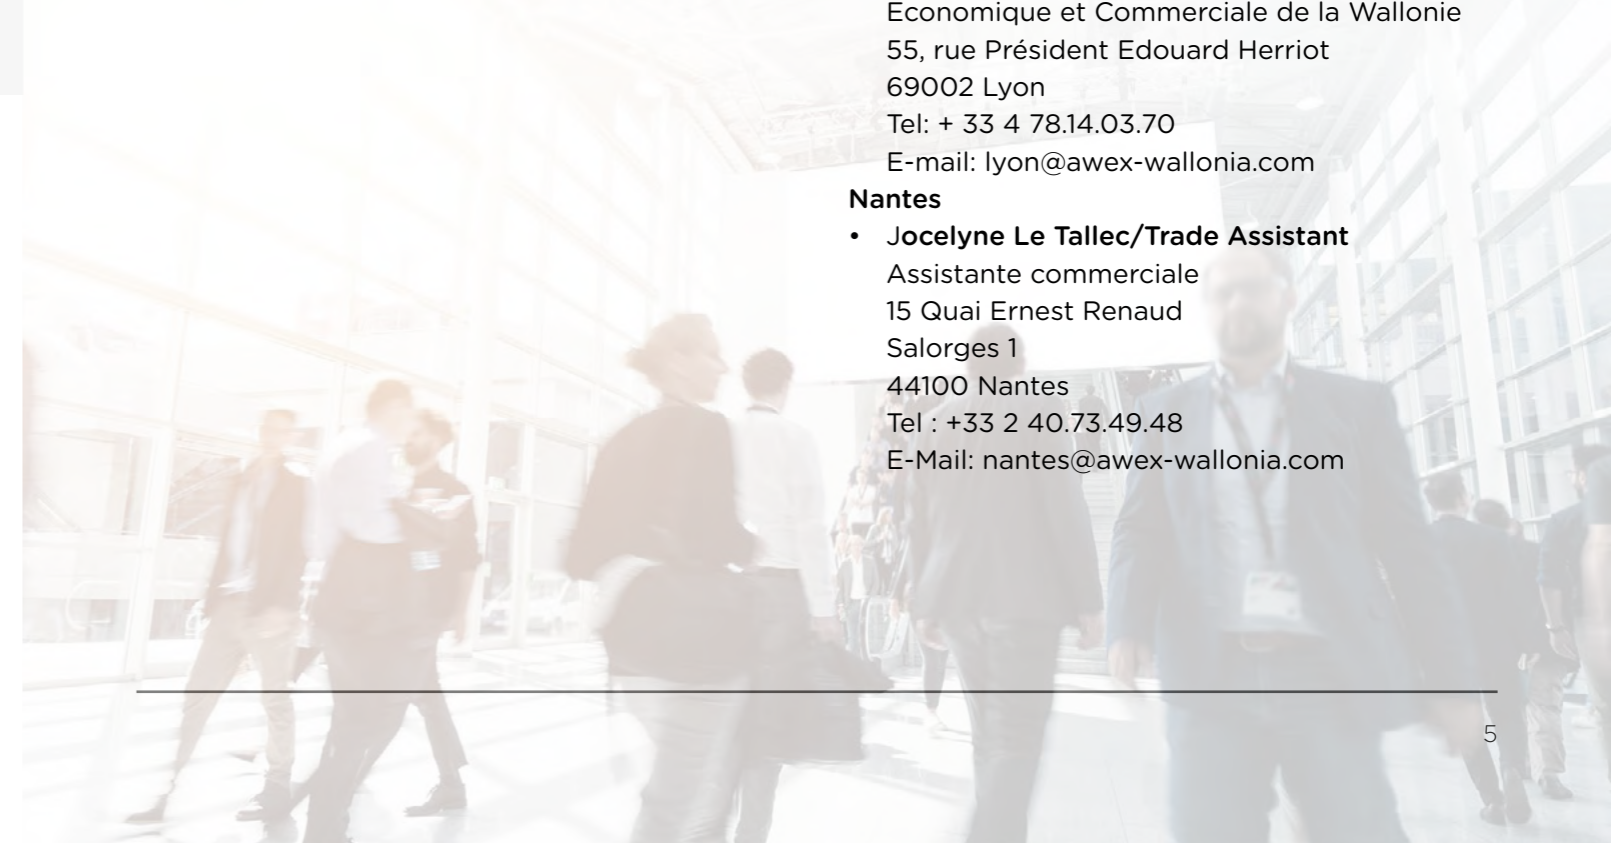 Economique et Commerciale de la Wallonie
55, rue Président Edouard Herriot
69002 Lyon
Tel: + 33 4 78.14.03.70
E-mail: lyon@awex-wallonia.com
Nantes
• Jocelyne Le Tallec/Trade Assistant
Assistante commerciale
15 Quai Ernest Renaud
Salorges 1
44100 Nantes
Tel : +33 2 40.73.49.48
E-Mail: nantes@awex-wallonia.com
5